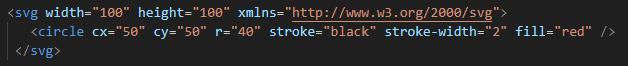 <svg width="100" height="100" xmlns="http://www.w3.org/2000/svg">
<circle cx="50" cy="50" r="40" stroke="black" stroke-width="2" fill="red" />
</svg>